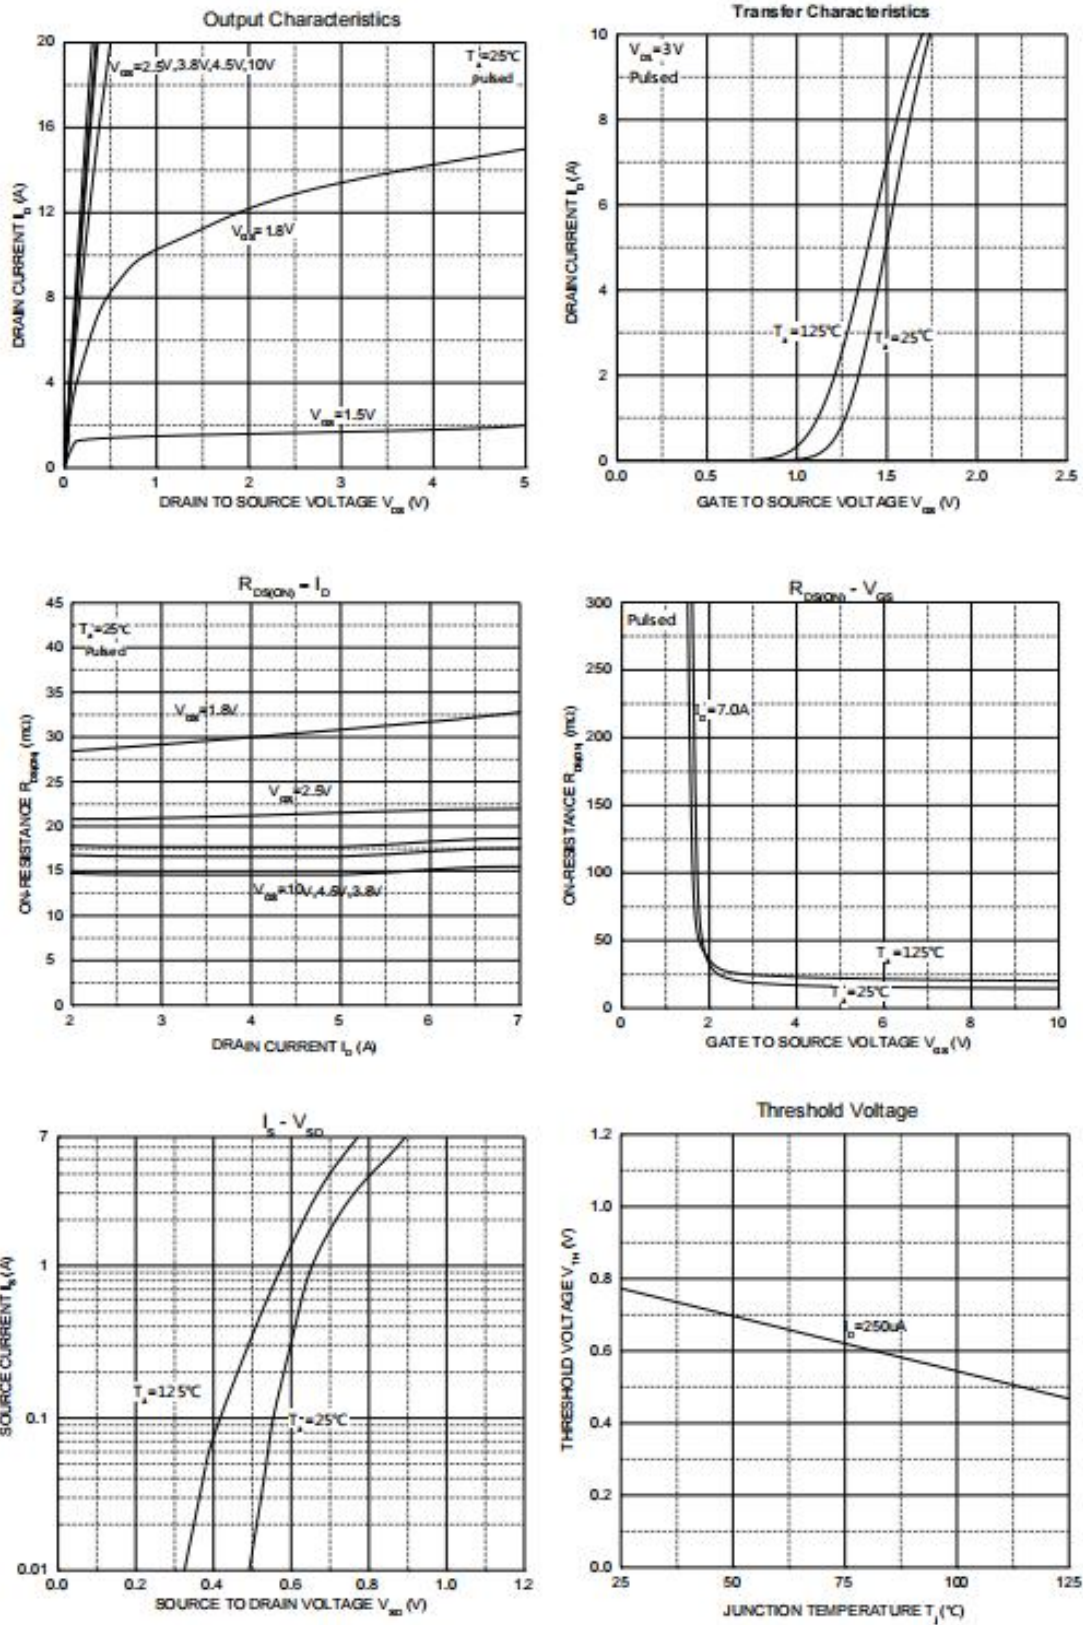 Output Characteristics
20
16
12
8
4
0
DRAIN CURRENT I_D (A)
V_GS=2.5V,3.8V,4.5V,10V
T_a=25℃
Pulsed
V_GS=1.8V
V_GS=1.5V
0 1 2 3 4 5
DRAIN TO SOURCE VOLTAGE V_DS (V)
Transfer Characteristics
10
8
6
4
2
0
DRAIN CURRENT I_D (A)
V_DS=3V
Pulsed
T_a=125℃
T_a=25℃
0.0 0.5 1.0 1.5 2.0 2.5
GATE TO SOURCE VOLTAGE V_GS (V)
R_DS(ON) – I_D
45
40
35
30
25
20
15
10
5
0
ON-RESISTANCE R_DS(ON) (mΩ)
T_a=25℃
Pulsed
V_GS=1.8V
V_GS=2.5V
V_GS=10V,4.5V,3.8V
2 3 4 5 6 7
DRAIN CURRENT I_D (A)
R_DS(ON) - V_GS
300
250
200
150
100
50
0
ON-RESISTANCE R_DS(ON) (mΩ)
Pulsed
I_D=7.0A
T_a=125℃
T_a=25℃
0 2 4 6 8 10
GATE TO SOURCE VOLTAGE V_GS (V)
I_S - V_SD
7
1
0.1
0.01
SOURCE CURRENT I_S (A)
T_a=125℃
T_a=25℃
0.0 0.2 0.4 0.6 0.8 1.0 1.2
SOURCE TO DRAIN VOLTAGE V_SD (V)
Threshold Voltage
1.2
1.0
0.8
0.6
0.4
0.2
0.0
THRESHOLD VOLTAGE V_TH (V)
I_D=250uA
25 50 75 100 125
JUNCTION TEMPERATURE T_j (℃)